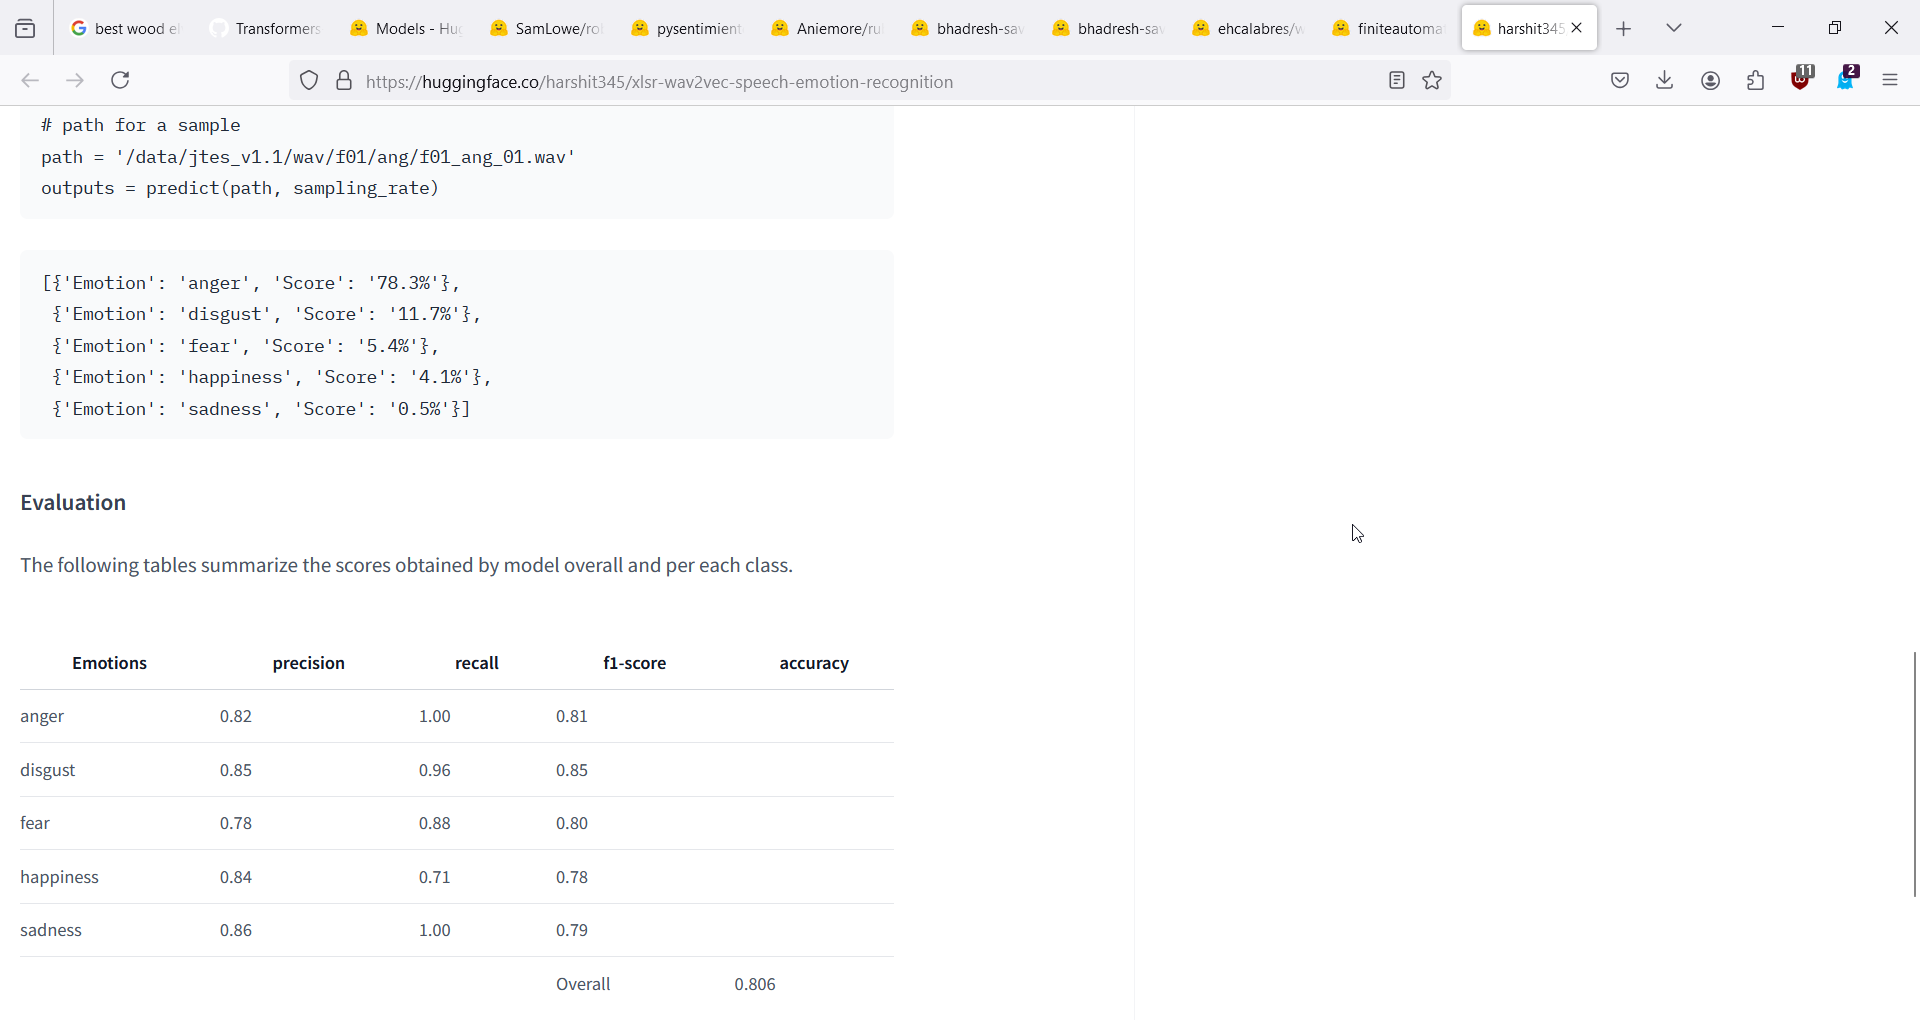 best wood el
Transformers
Models - Hug
SamLowe/ro
pysentimient
Aniemore/ru
bhadresh-sav
bhadresh-sav
ehcalabres/w
finiteautoma
harshit345
https://huggingface.co/harshit345/xlsr-wav2vec-speech-emotion-recognition
11
2
# path for a sample
path = '/data/jtes_v1.1/wav/f01/ang/f01_ang_01.wav'
outputs = predict(path, sampling_rate)
[{'Emotion': 'anger', 'Score': '78.3%'},
{'Emotion': 'disgust', 'Score': '11.7%'},
{'Emotion': 'fear', 'Score': '5.4%'},
{'Emotion': 'happiness', 'Score': '4.1%'},
{'Emotion': 'sadness', 'Score': '0.5%'}]
Evaluation
The following tables summarize the scores obtained by model overall and per each class.
Emotions precision recall f1-score accuracy
anger 0.82 1.00 0.81
disgust 0.85 0.96 0.85
fear 0.78 0.88 0.80
happiness 0.84 0.71 0.78
sadness 0.86 1.00 0.79
Overall 0.806